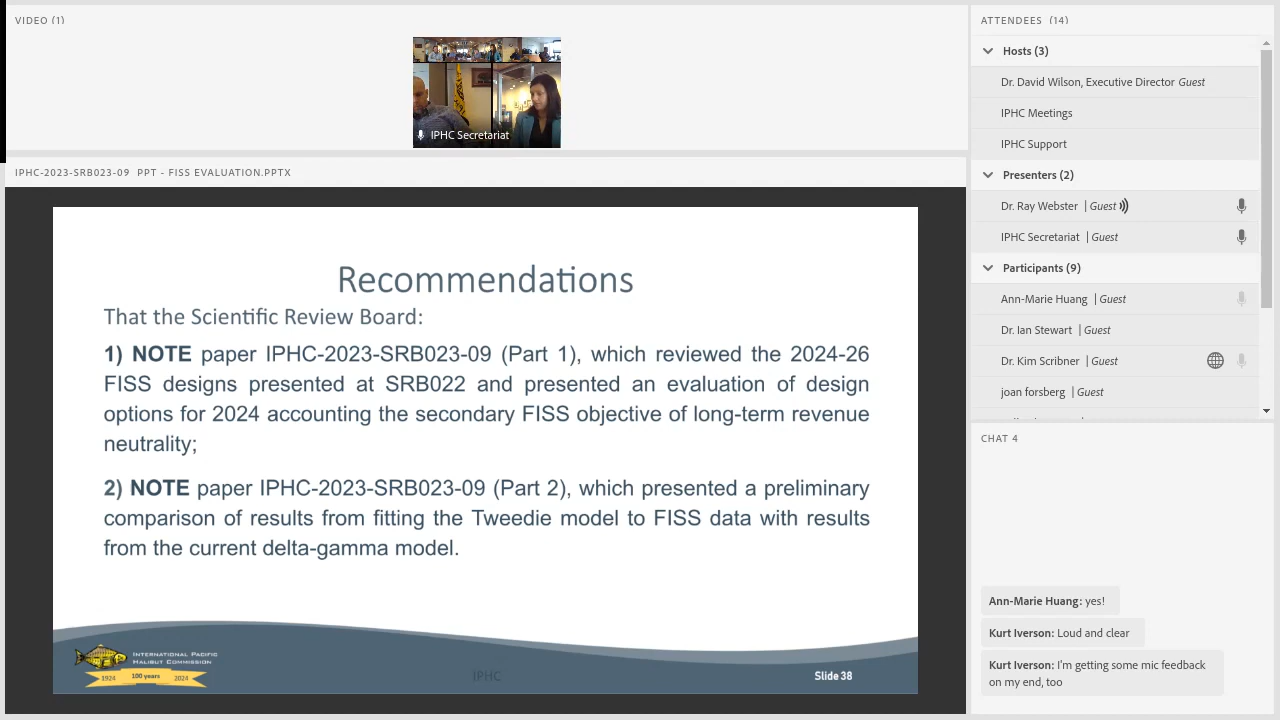 VIDEO (1)
IPHC Secretariat
IPHC-2023-SRB023-09 PPT - FISS EVALUATION.PPTX
Recommendations
That the Scientific Review Board:
1) NOTE paper IPHC-2023-SRB023-09 (Part 1), which reviewed the 2024-26
FISS designs presented at SRB022 and presented an evaluation of design
options for 2024 accounting the secondary FISS objective of long-term revenue
neutrality;
2) NOTE paper IPHC-2023-SRB023-09 (Part 2), which presented a preliminary
comparison of results from fitting the Tweedie model to FISS data with results
from the current delta-gamma model.
INTERNATIONAL PACIFIC
HALIBUT COMMISSION
1924 100 years 2024
IPHC
Slide 38
ATTENDEES (14)
Hosts (3)
Dr. David Wilson, Executive Director Guest
IPHC Meetings
IPHC Support
Presenters (2)
Dr. Ray Webster | Guest
IPHC Secretariat | Guest
Participants (9)
Ann-Marie Huang | Guest
Dr. Ian Stewart | Guest
Dr. Kim Scribner | Guest
joan forsberg | Guest
CHAT 4
Ann-Marie Huang: yes!
Kurt Iverson: Loud and clear
Kurt Iverson: I'm getting some mic feedback
on my end, too